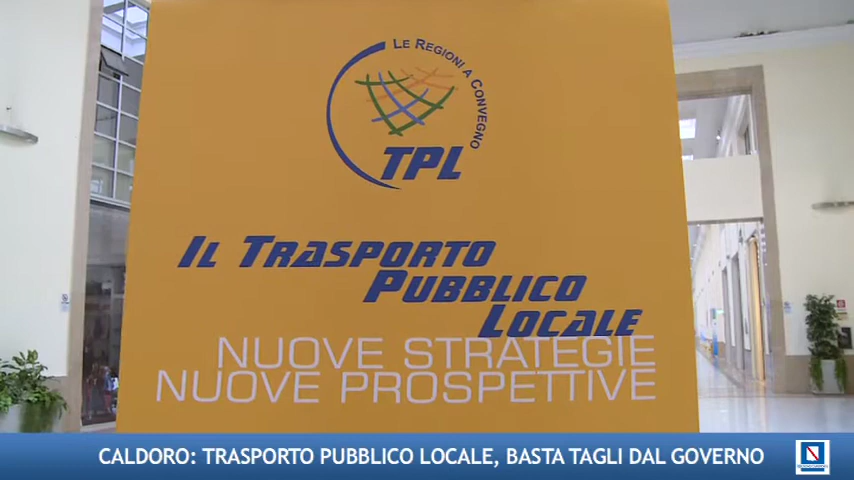 LE REGIONI A CONVEGNO
TPL
IL TRASPORTO
PUBBLICO
LOCALE
NUOVE STRATEGIE
NUOVE PROSPETTIVE
CALDORO: TRASPORTO PUBBLICO LOCALE, BASTA TAGLI DAL GOVERNO